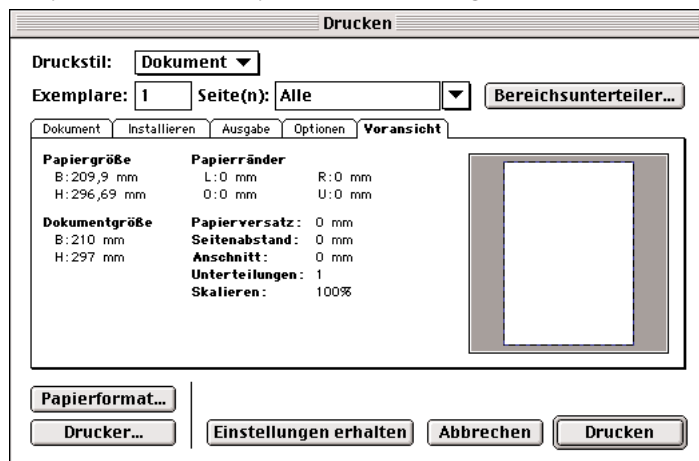 Drucken
Druckstil: Dokument
Exemplare: 1 Seite(n): Alle Bereichsunterteiler...
Dokument Installieren Ausgabe Optionen Voransicht
Papiergröße Papierränder
B:209,9 mm L:0 mm R:0 mm
H:296,69 mm O:0 mm U:0 mm
Dokumentgröße Papierversatz: 0 mm
B:210 mm Seitenabstand: 0 mm
H:297 mm Anschnitt: 0 mm
Unterteilungen: 1
Skalieren: 100%
Papierformat...
Drucker... Einstellungen erhalten Abbrechen Drucken